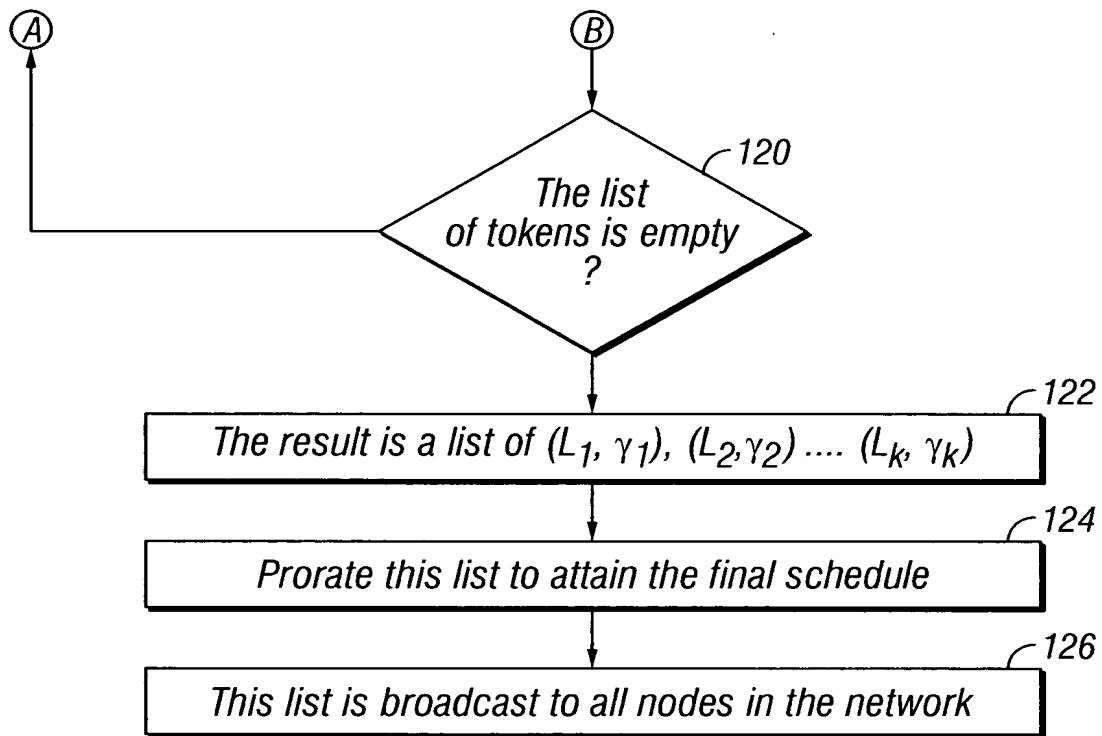 A
B
120
The list
of tokens is empty
?
122
The result is a list of (L1, γ1), (L2,γ2) .... (Lk, γk)
124
Prorate this list to attain the final schedule
126
This list is broadcast to all nodes in the network